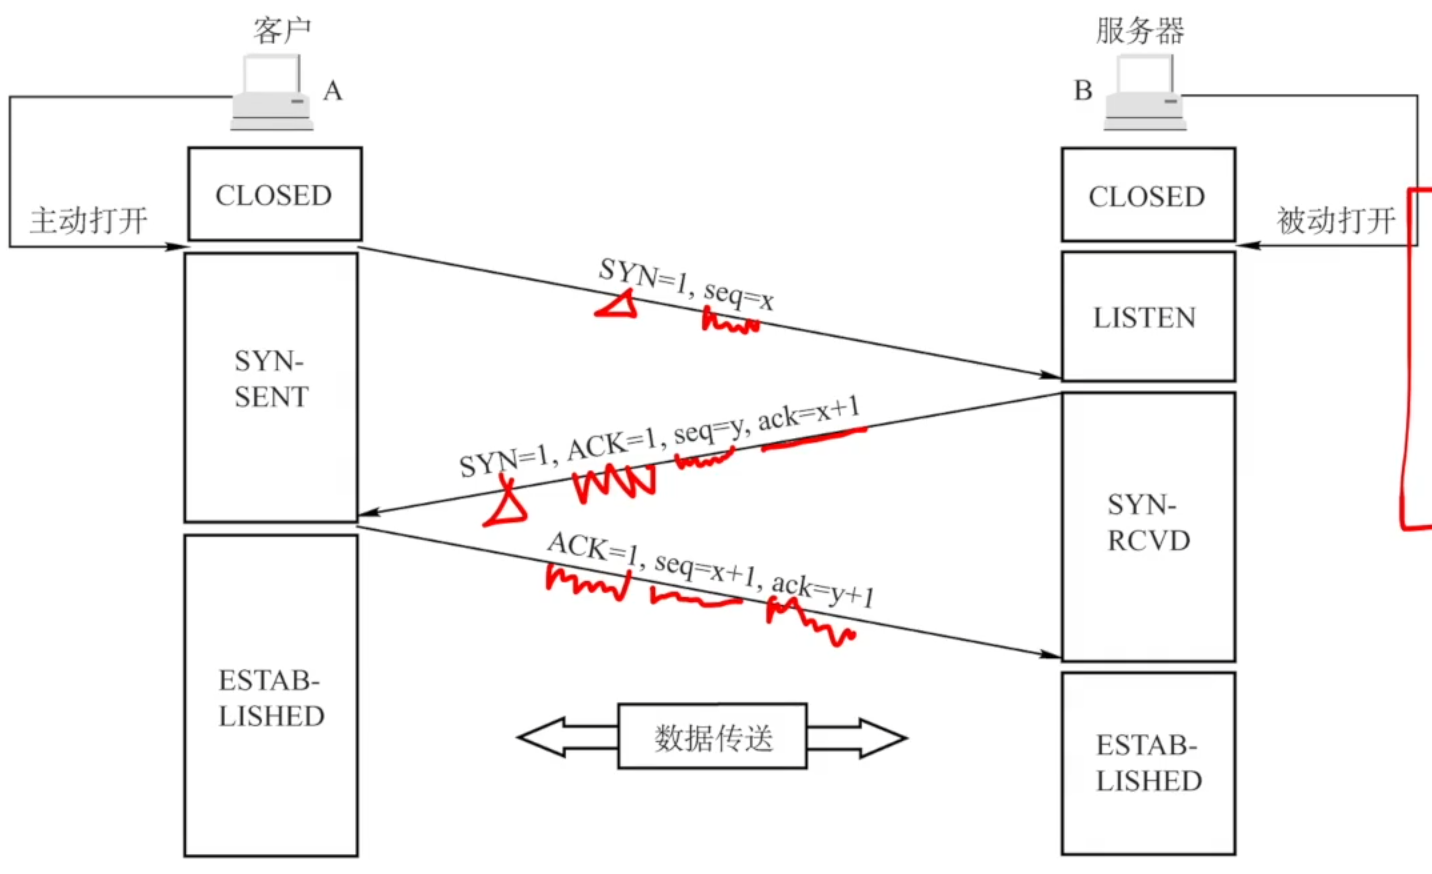 客户
服务器
A
B
CLOSED
CLOSED
主动打开
被动打开
SYN=1, seq=x
LISTEN
SYN-
SENT
SYN=1, ACK=1, seq=y, ack=x+1
SYN-
RCVD
ACK=1, seq=x+1, ack=y+1
ESTAB-
LISHED
数据传送
ESTAB-
LISHED